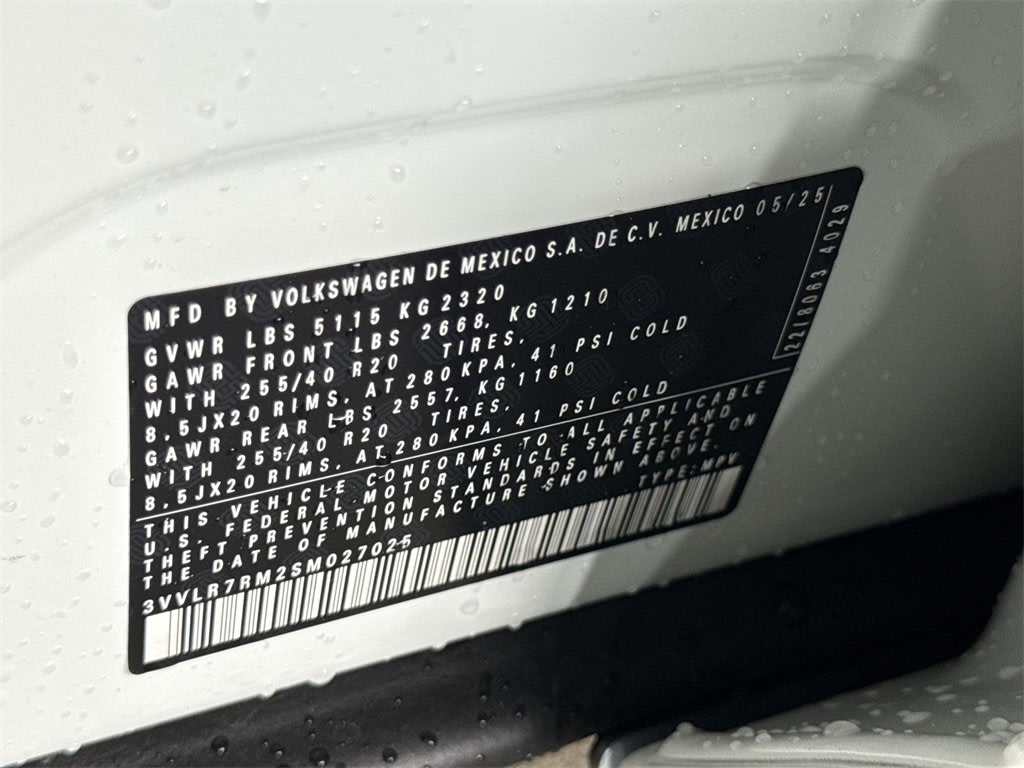 MFD BY VOLKSWAGEN DE MEXICO S.A. DE C.V. MEXICO 05/25
GVWR LBS 5115 KG 2320
GAWR FRONT LBS 2668, KG 1210
WITH 255/40 R20 TIRES,
8,5JX20 RIMS, AT 280 KPA, 41 PSI COLD
GAWR REAR LBS 2557, KG 1160
WITH 255/40 R20 TIRES,
8,5JX20 RIMS, AT 280 KPA, 41 PSI COLD
THIS VEHICLE CONFORMS TO ALL APPLICABLE
U.S. FEDERAL MOTOR VEHICLE SAFETY AND
THEFT PREVENTION STANDARDS IN EFFECT ON
THE DATE OF MANUFACTURE SHOWN ABOVE.
3VVLR7RM2SM027025 TYPE: MPV
2218063 4029